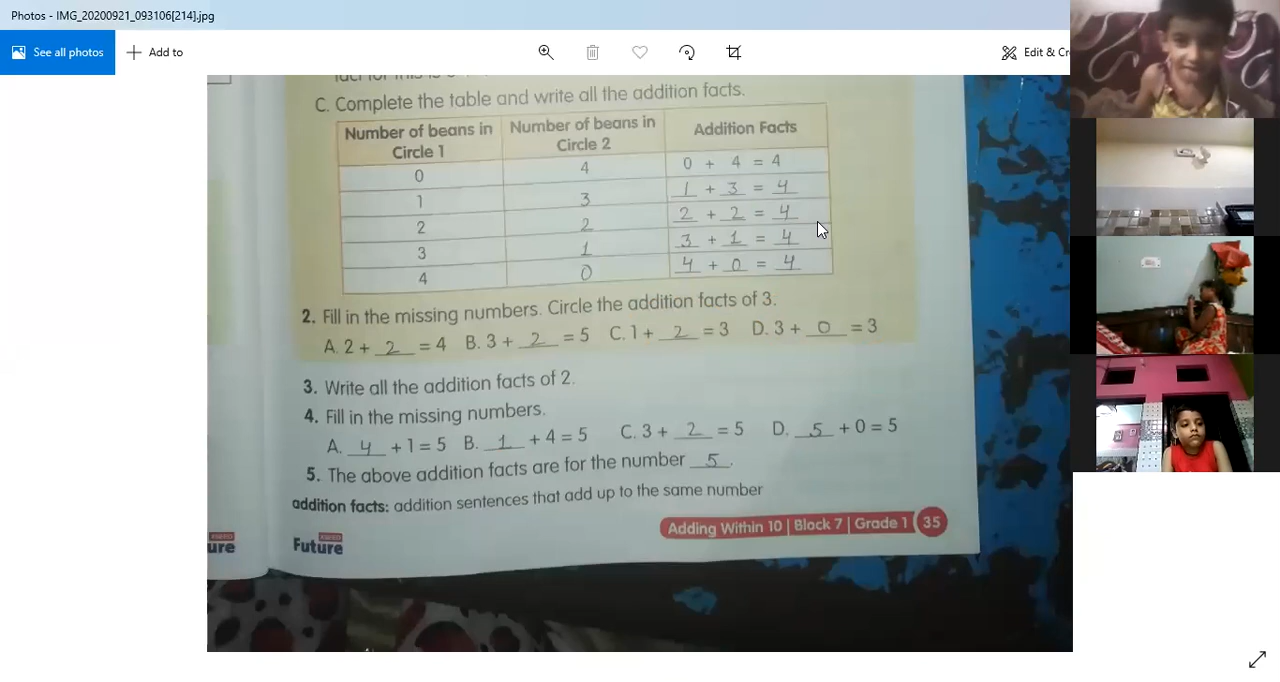 Photos - IMG_20200921_093106[214].jpg
See all photos
Add to
C. Complete the table and write all the addition facts.
Number of beans in Circle 1 Number of beans in Circle 2 Addition Facts
0 4 0 + 4 = 4
1 3 1 + 3 = 4
2 2 2 + 2 = 4
3 1 3 + 1 = 4
4 0 4 + 0 = 4
2. Fill in the missing numbers. Circle the addition facts of 3.
A. 2 + 2 = 4 B. 3 + 2 = 5 C. 1 + 2 = 3 D. 3 + 0 = 3
3. Write all the addition facts of 2.
4. Fill in the missing numbers.
A. 4 + 1 = 5 B. 1 + 4 = 5 C. 3 + 2 = 5 D. 5 + 0 = 5
5. The above addition facts are for the number 5.
addition facts: addition sentences that add up to the same number
Adding Within 10 | Block 7 | Grade 1 35
ure
XSEED
Future